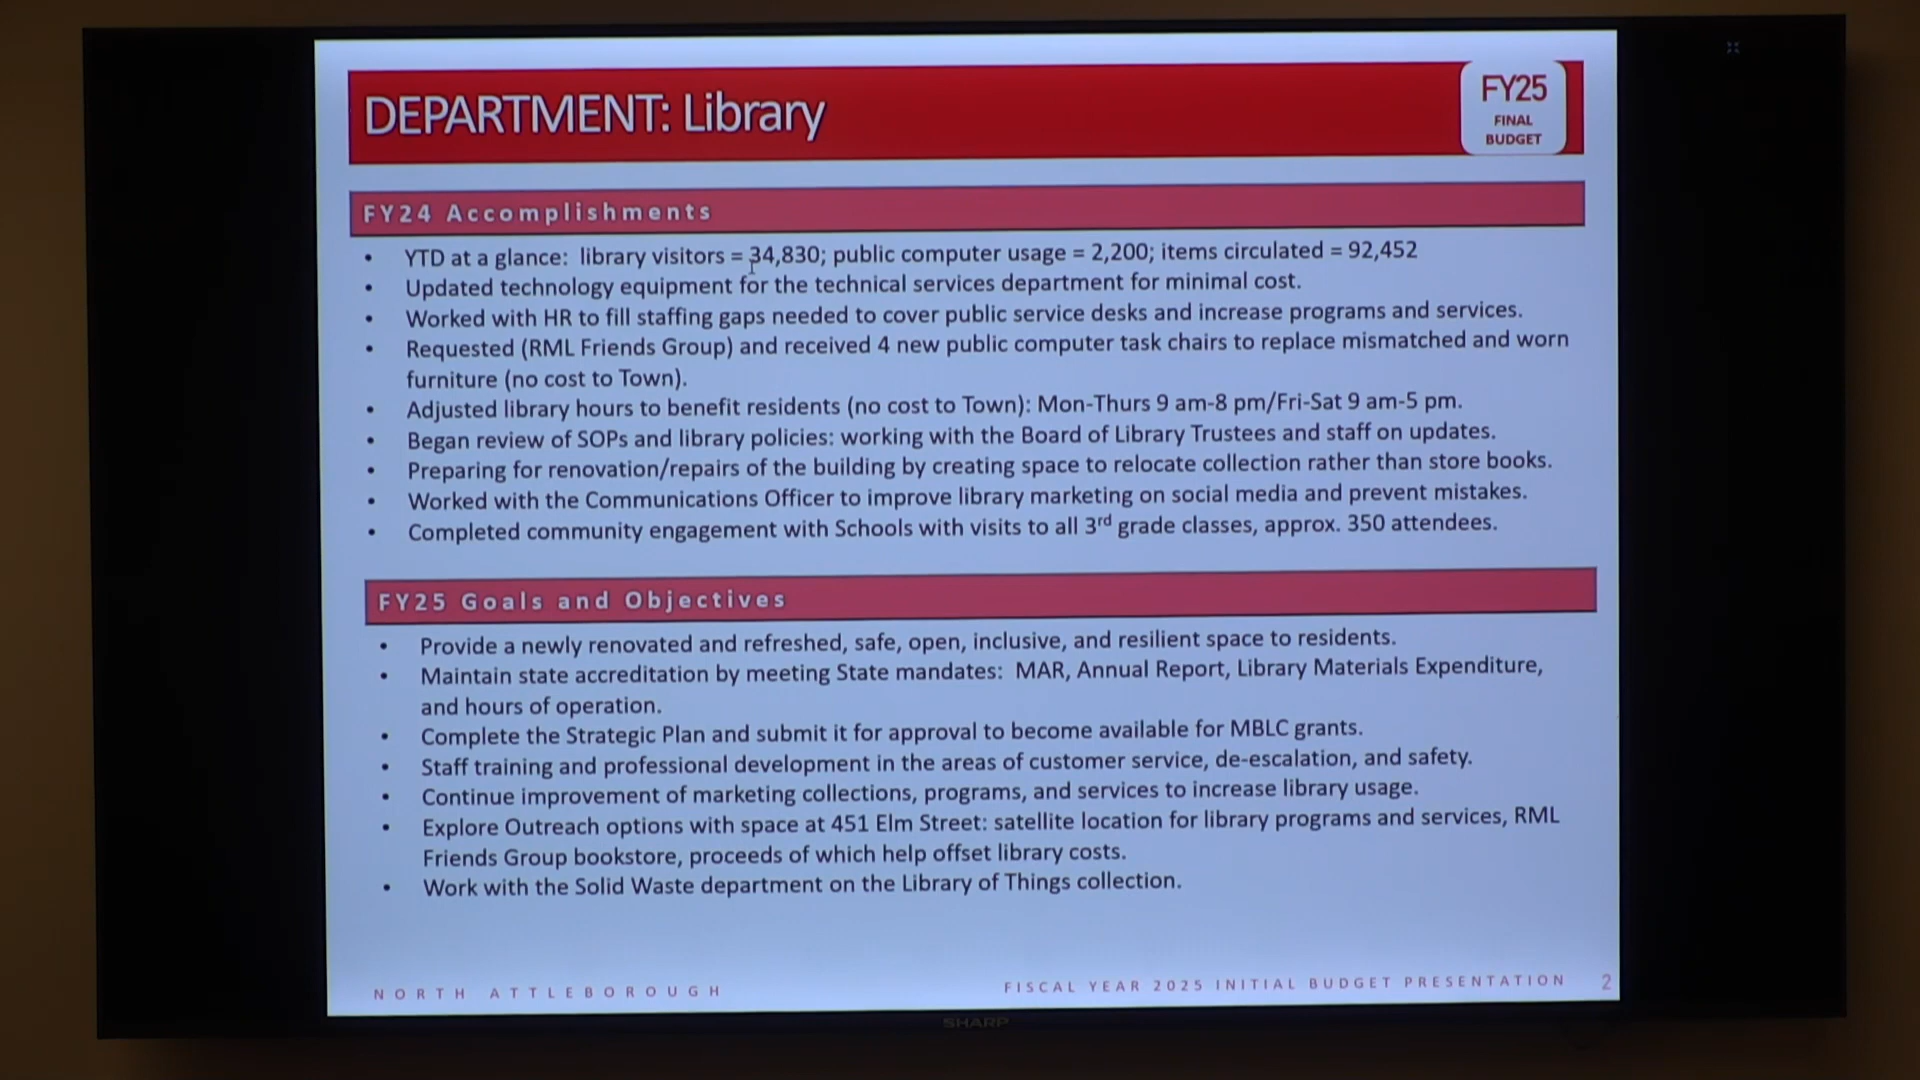 DEPARTMENT: Library
FY25
FINAL
BUDGET
FY24 Accomplishments
• YTD at a glance:  library visitors = 34,830; public computer usage = 2,200; items circulated = 92,452
• Updated technology equipment for the technical services department for minimal cost.
• Worked with HR to fill staffing gaps needed to cover public service desks and increase programs and services.
• Requested (RML Friends Group) and received 4 new public computer task chairs to replace mismatched and worn
furniture (no cost to Town).
• Adjusted library hours to benefit residents (no cost to Town): Mon-Thurs 9 am-8 pm/Fri-Sat 9 am-5 pm.
• Began review of SOPs and library policies: working with the Board of Library Trustees and staff on updates.
• Preparing for renovation/repairs of the building by creating space to relocate collection rather than store books.
• Worked with the Communications Officer to improve library marketing on social media and prevent mistakes.
• Completed community engagement with Schools with visits to all 3rd grade classes, approx. 350 attendees.
FY25 Goals and Objectives
• Provide a newly renovated and refreshed, safe, open, inclusive, and resilient space to residents.
• Maintain state accreditation by meeting State mandates:  MAR, Annual Report, Library Materials Expenditure,
and hours of operation.
• Complete the Strategic Plan and submit it for approval to become available for MBLC grants.
• Staff training and professional development in the areas of customer service, de-escalation, and safety.
• Continue improvement of marketing collections, programs, and services to increase library usage.
• Explore Outreach options with space at 451 Elm Street: satellite location for library programs and services, RML
Friends Group bookstore, proceeds of which help offset library costs.
• Work with the Solid Waste department on the Library of Things collection.
NORTH ATTLEBOROUGH
FISCAL YEAR 2025 INITIAL BUDGET PRESENTATION 2
SHARP